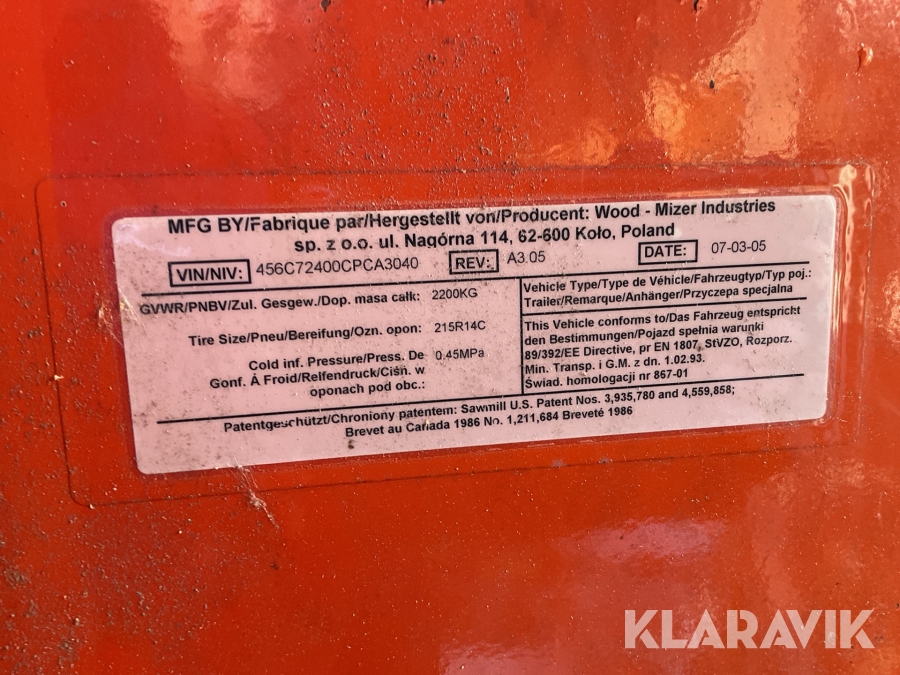 MFG BY/Fabrique par/Hergestellt von/Producent: Wood - Mizer Industries
sp. z o.o. ul. Nagórna 114, 62-600 Koło, Poland
VIN/NIV: 456C72400CPCA3040 REV: A3.05 DATE: 07-03-05
GVWR/PNBV/Zul. Gesgew./Dop. masa całk: 2200KG
Tire Size/Pneu/Bereifung/Ozn. opon: 215R14C
Cold inf. Pressure/Press. De 0,45MPa
Gonf. À Froid/Reifendruck/Ciśn. w
oponach pod obc.:
Vehicle Type/Type de Véhicle/Fahrzeugtyp/Typ poj.:
Trailer/Remarque/Anhänger/Przyczepa specjalna
This Vehicle conforms to/Das Fahrzeug entspricht
den Bestimmungen/Pojazd spełnia warunki
89/392/EE Directive, pr EN 1807, StVZO, Rozporz.
Min. Transp. i G.M. z dn. 1.02.93.
Świad. homologacji nr 867-01
Patentgeschützt/Chroniony patentem: Sawmill U.S. Patent Nos. 3,935,780 and 4,559,858;
Brevet au Canada 1986 No. 1,211,684 Breveté 1986
KLARAVIK